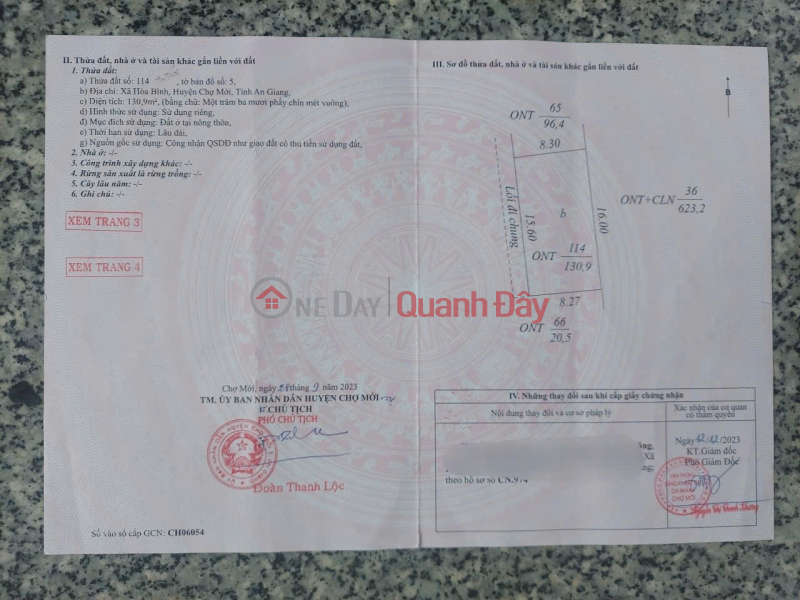 II. Thửa đất, nhà ở và tài sản khác gắn liền với đất
1. Thửa đất:
a) Thửa đất số: 114 , tờ bản đồ số: 5,
b) Địa chỉ: Xã Hòa Bình, Huyện Chợ Mới, Tỉnh An Giang,
c) Diện tích: 130,9m², (bằng chữ: Một trăm ba mươi phẩy chín mét vuông),
d) Hình thức sử dụng: Sử dụng riêng,
đ) Mục đích sử dụng: Đất ở tại nông thôn,
e) Thời hạn sử dụng: Lâu dài,
g) Nguồn gốc sử dụng: Công nhận QSDĐ như giao đất có thu tiền sử dụng đất,
2. Nhà ở: -/-
3. Công trình xây dựng khác: -/-
4. Rừng sản xuất là rừng trồng: -/-
5. Cây lâu năm: -/-
6. Ghi chú: -/-
XEM TRANG 3
XEM TRANG 4
Chợ Mới, ngày 28 tháng 9 năm 2023
TM. ỦY BAN NHÂN DÂN HUYỆN CHỢ MỚI
CHỦ TỊCH
PHÓ CHỦ TỊCH
Đoàn Thanh Lộc
Số vào sổ cấp GCN: CH06054
III. Sơ đồ thửa đất, nhà ở và tài sản khác gắn liền với đất
B
ONT 65
96,4
8.30
Lối đi chung
15.60
b
16.00
ONT+CLN 36
623,2
ONT 114
130,9
8.27
ONT 66
20,5
ONEDAY Quanh Đây
IV. Những thay đổi sau khi cấp giấy chứng nhận
Nội dung thay đổi và cơ sở pháp lý
Xác nhận của cơ quan
có thẩm quyền
Xã
theo hồ sơ số
Ngày 12/12/2023
KT.Giám đốc
Phó Giám Đốc